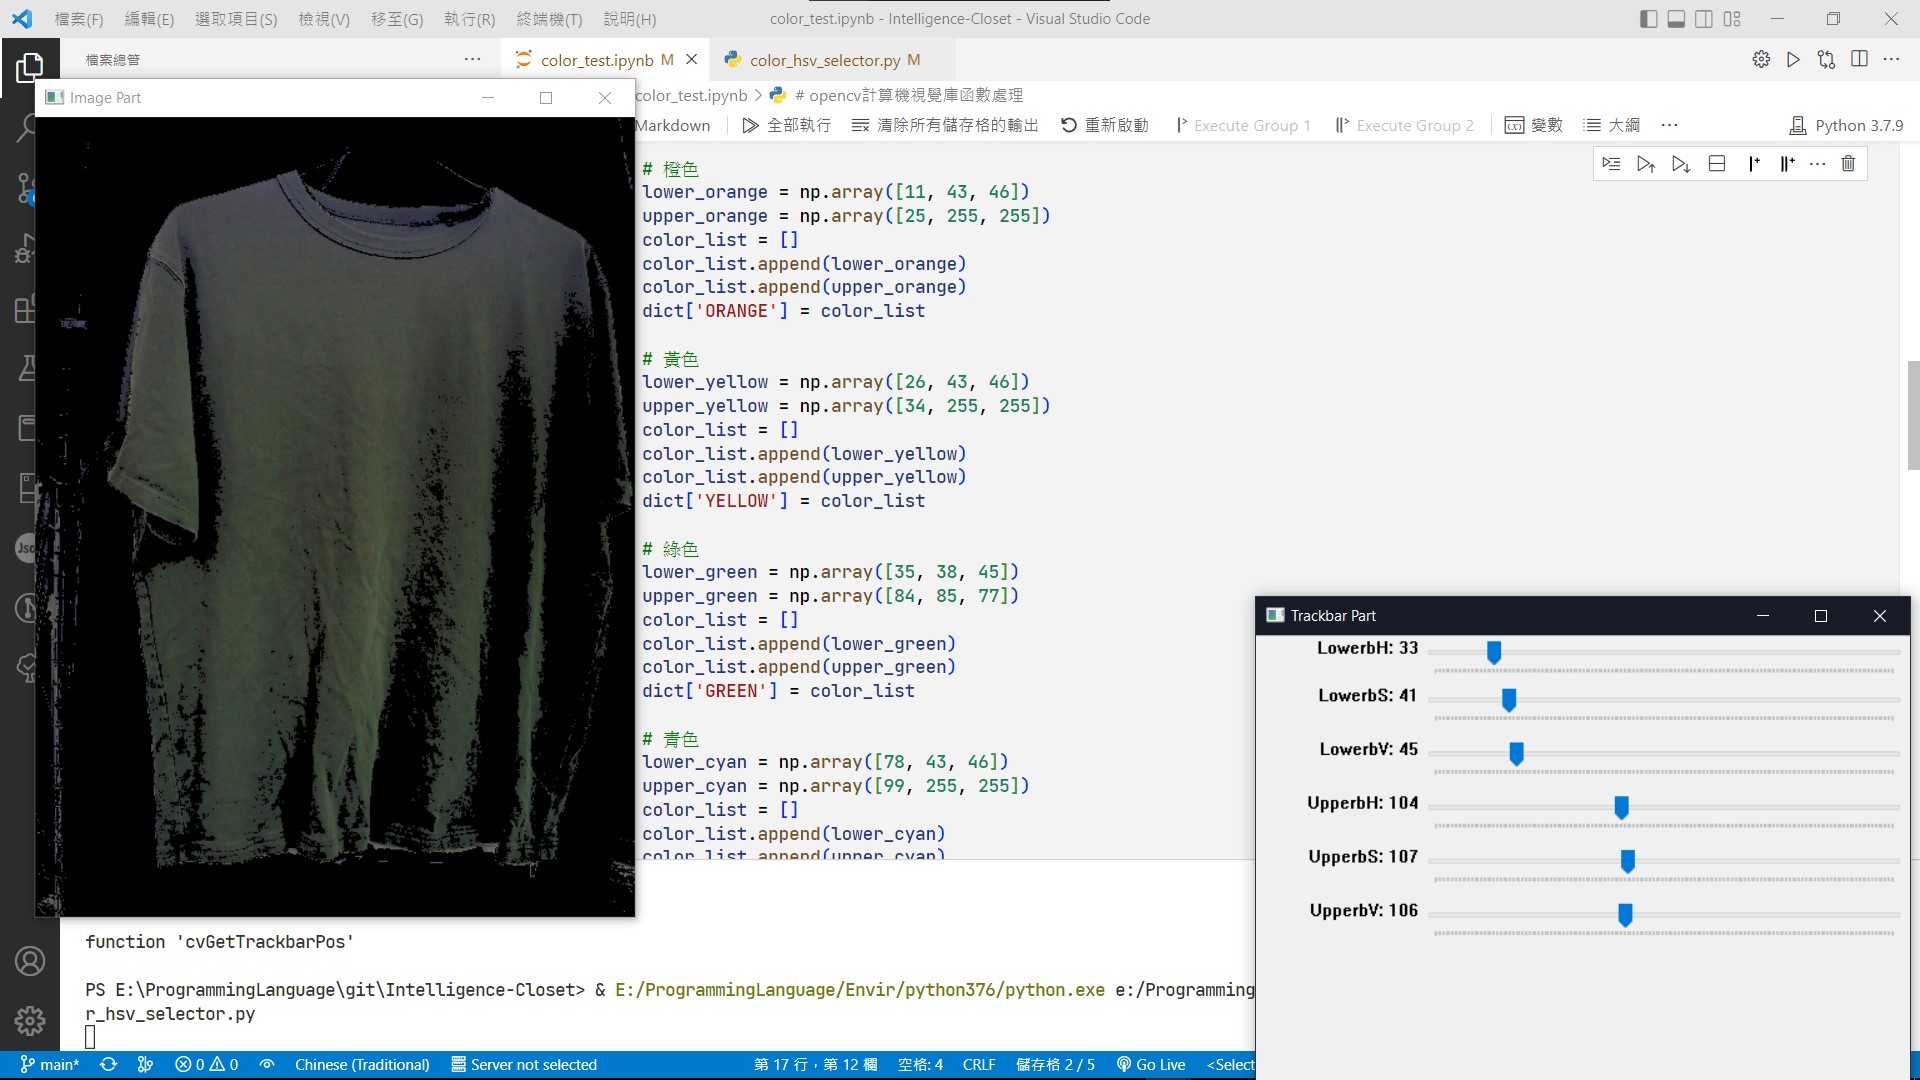 檔案(F) 編輯(E) 選取項目(S) 檢視(V) 移至(G) 執行(R) 終端機(T) 說明(H) color_test.ipynb - Intelligence-Closet - Visual Studio Code
檔案總管 color_test.ipynb M color_hsv_selector.py M
Image Part
color_test.ipynb > # opencv計算機視覺庫函數處理
Markdown 全部執行 清除所有儲存格的輸出 重新啟動 Execute Group 1 Execute Group 2 變數 大綱 Python 3.7.9
# 橙色
lower_orange = np.array([11, 43, 46])
upper_orange = np.array([25, 255, 255])
color_list = []
color_list.append(lower_orange)
color_list.append(upper_orange)
dict['ORANGE'] = color_list
# 黃色
lower_yellow = np.array([26, 43, 46])
upper_yellow = np.array([34, 255, 255])
color_list = []
color_list.append(lower_yellow)
color_list.append(upper_yellow)
dict['YELLOW'] = color_list
# 綠色
lower_green = np.array([35, 38, 45])
upper_green = np.array([84, 85, 77])
color_list = []
color_list.append(lower_green)
color_list.append(upper_green)
dict['GREEN'] = color_list
# 青色
lower_cyan = np.array([78, 43, 46])
upper_cyan = np.array([99, 255, 255])
color_list = []
color_list.append(lower_cyan)
color_list.append(upper_cyan)
Trackbar Part
LowerbH: 33
LowerbS: 41
LowerbV: 45
UpperbH: 104
UpperbS: 107
UpperbV: 106
function 'cvGetTrackbarPos'
PS E:\ProgrammingLanguage\git\Intelligence-Closet> & E:/ProgrammingLanguage/Envir/python376/python.exe e:/Programming
r_hsv_selector.py
main* 0 0 Chinese (Traditional) Server not selected 第 17 行，第 12 欄 空格: 4 CRLF 儲存格 2 / 5 Go Live <Select